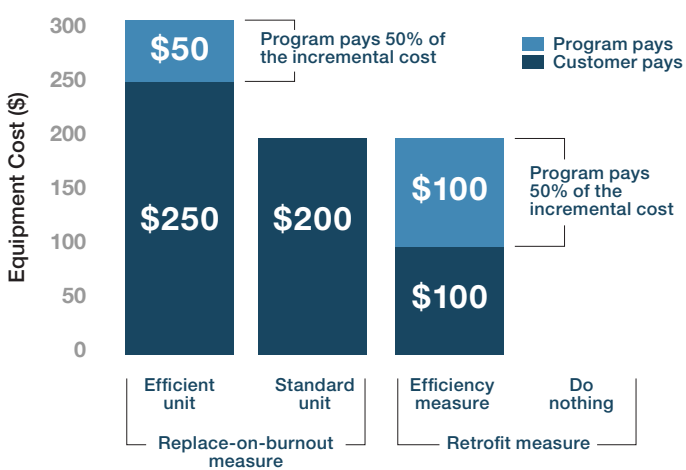 Equipment Cost ($)
300
250
200
150
100
50
0
$50
$250
Program pays 50% of
the incremental cost
$200
$100
$100
Program pays
50% of the
incremental cost
Program pays
Customer pays
Efficient
unit
Standard
unit
Efficiency
measure
Do
nothing
Replace-on-burnout
measure
Retrofit measure